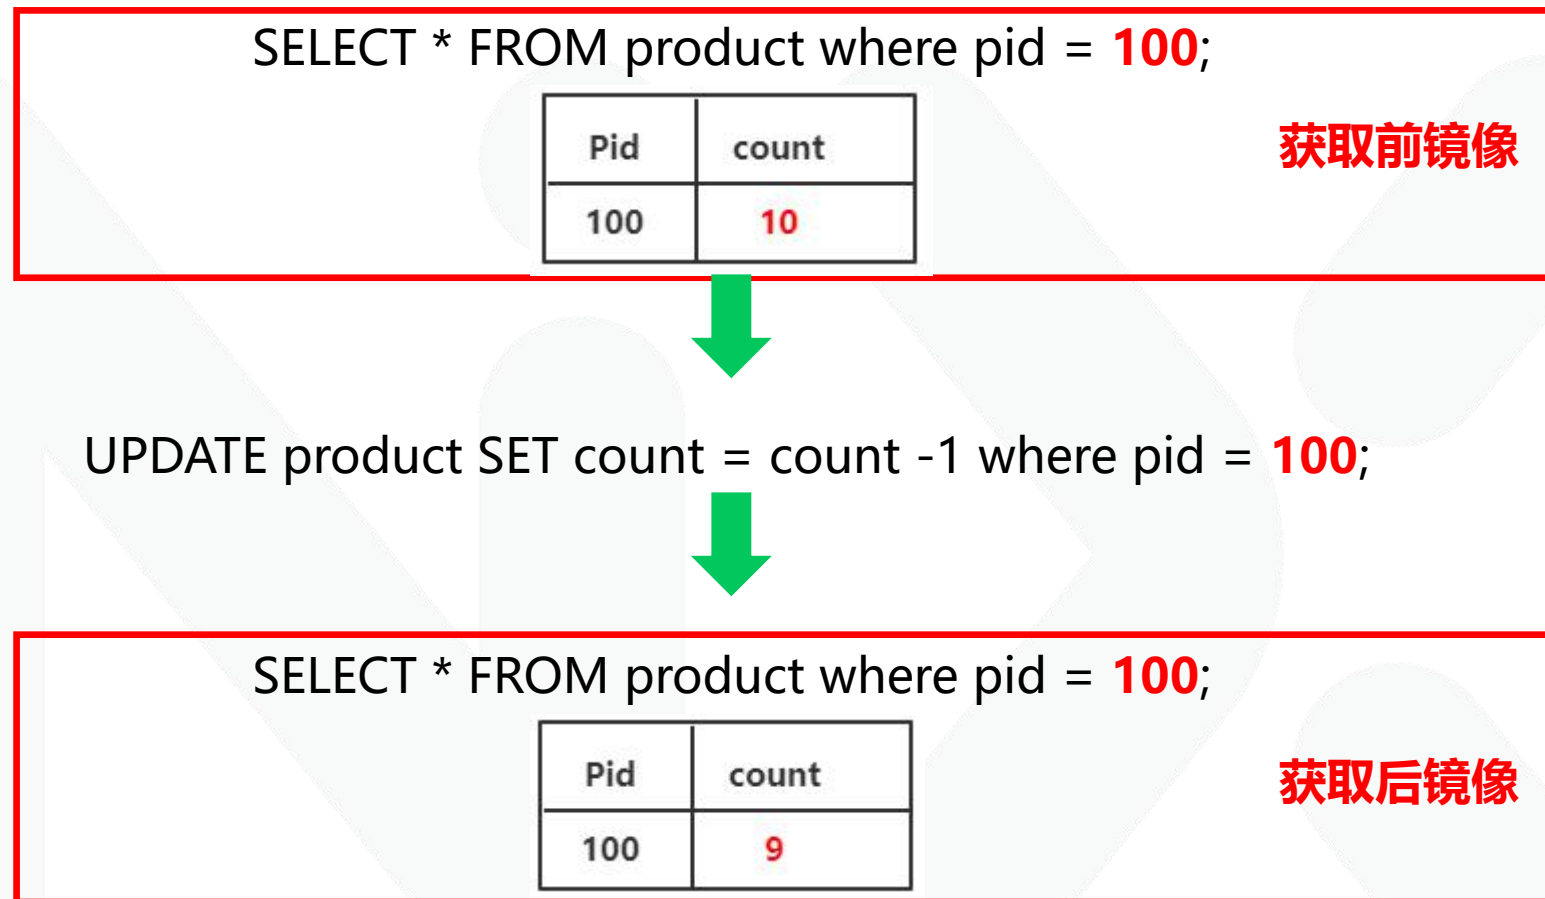 SELECT * FROM product where pid = 100;
Pid count
获取前镜像
100 10
UPDATE product SET count = count -1 where pid = 100;
SELECT * FROM product where pid = 100;
Pid count
获取后镜像
100 9